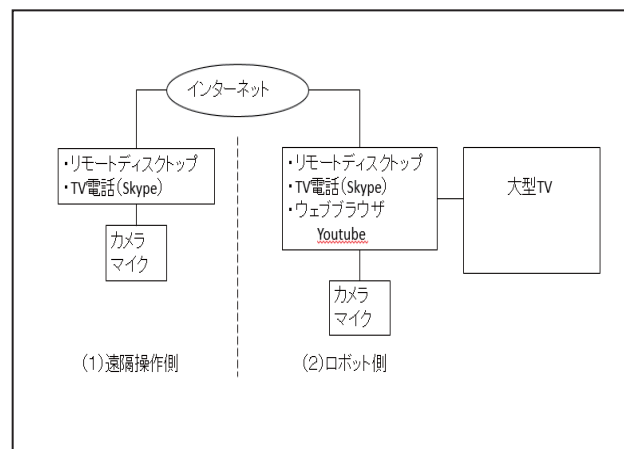 インターネット
・リモートディスクトップ
・TV電話(Skype)
カメラ
マイク
(1)遠隔操作側
・リモートディスクトップ
・TV電話(Skype)
・ウェブブラウザ
Youtube
カメラ
マイク
(2)ロボット側
大型TV